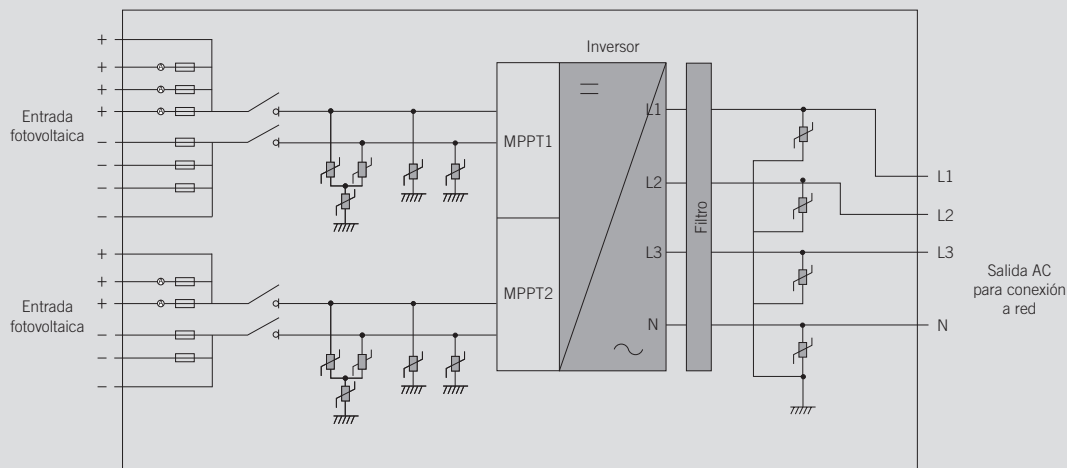 Inversor
+
+
+
+
Entrada
fotovoltaica
−
−
−
−
MPPT1
L1
L2
L3
N
Filtro
L1
L2
L3
N
Salida AC
para conexión
a red
+
+
+
Entrada
fotovoltaica
−
−
−
MPPT2